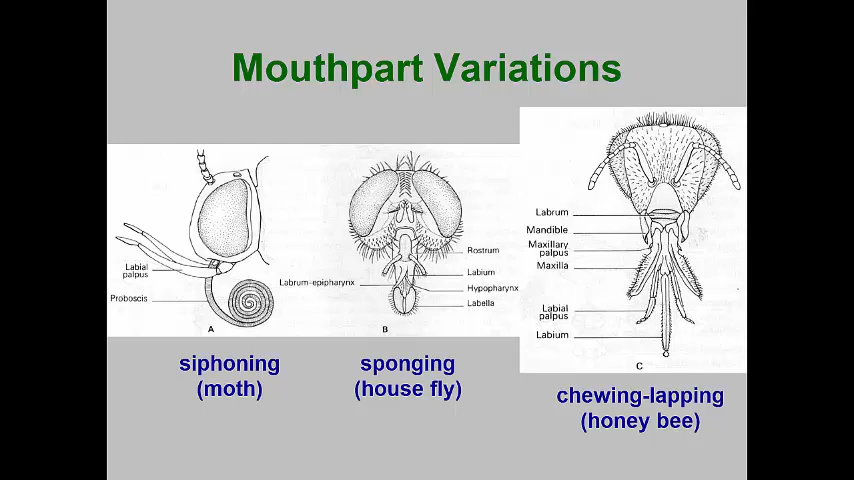 Mouthpart Variations
Labial
palpus
Proboscis
A
Rostrum
Labium
Labrum-epipharynx
Hypopharynx
Labella
B
Labrum
Mandible
Maxillary
palpus
Maxilla
Labial
palpus
Labium
C
siphoning
(moth)
sponging
(house fly)
chewing-lapping
(honey bee)